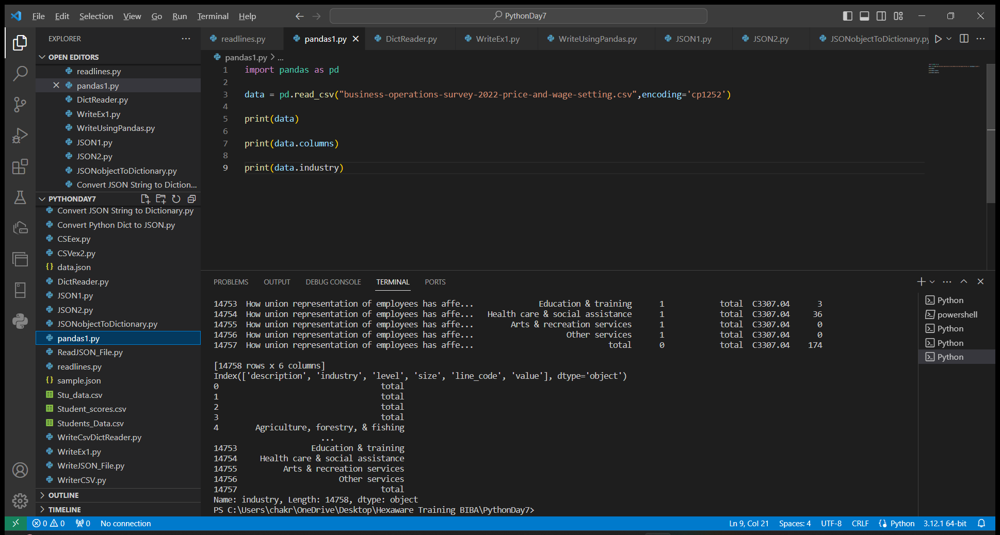 File Edit Selection View Go Run Terminal Help PythonDay7
EXPLORER
OPEN EDITORS
readlines.py
pandas1.py
DictReader.py
WriteEx1.py
WriteUsingPandas.py
JSON1.py
JSON2.py
JSONobjectToDictionary.py
Convert JSON String to Diction...
PYTHONDAY7
Convert JSON String to Dictionary.py
Convert Python Dict to JSON.py
CSEex.py
CSVex2.py
data.json
DictReader.py
JSON1.py
JSON2.py
JSONobjectToDictionary.py
pandas1.py
ReadJSON_File.py
readlines.py
sample.json
Stu_data.csv
Student_scores.csv
Students_Data.csv
WriteCsvDictReader.py
WriteEx1.py
WriteJSON_File.py
WriterCSV.py
OUTLINE
TIMELINE
readlines.py pandas1.py DictReader.py WriteEx1.py WriteUsingPandas.py JSON1.py JSON2.py JSONobjectToDictionary.py
pandas1.py > ...
1 import pandas as pd
2
3 data = pd.read_csv("business-operations-survey-2022-price-and-wage-setting.csv",encoding='cp1252')
4
5 print(data)
6
7 print(data.columns)
8
9 print(data.industry)
PROBLEMS OUTPUT DEBUG CONSOLE TERMINAL PORTS
14753 How union representation of employees has affe... Education & training 1 total C3307.04 3
14754 How union representation of employees has affe... Health care & social assistance 1 total C3307.04 36
14755 How union representation of employees has affe... Arts & recreation services 1 total C3307.04 0
14756 How union representation of employees has affe... Other services 1 total C3307.04 0
14757 How union representation of employees has affe... total 0 total C3307.04 174
[14758 rows x 6 columns]
Index(['description', 'industry', 'level', 'size', 'line_code', 'value'], dtype='object')
0 total
1 total
2 total
3 total
4 Agriculture, forestry, & fishing
...
14753 Education & training
14754 Health care & social assistance
14755 Arts & recreation services
14756 Other services
14757 total
Name: industry, Length: 14758, dtype: object
PS C:\Users\chakr\OneDrive\Desktop\Hexaware Training BIBA\PythonDay7>
Python
powershell
Python
Python
Python
0 0 0 No connection Ln 9, Col 21 Spaces: 4 UTF-8 CRLF Python 3.12.1 64-bit